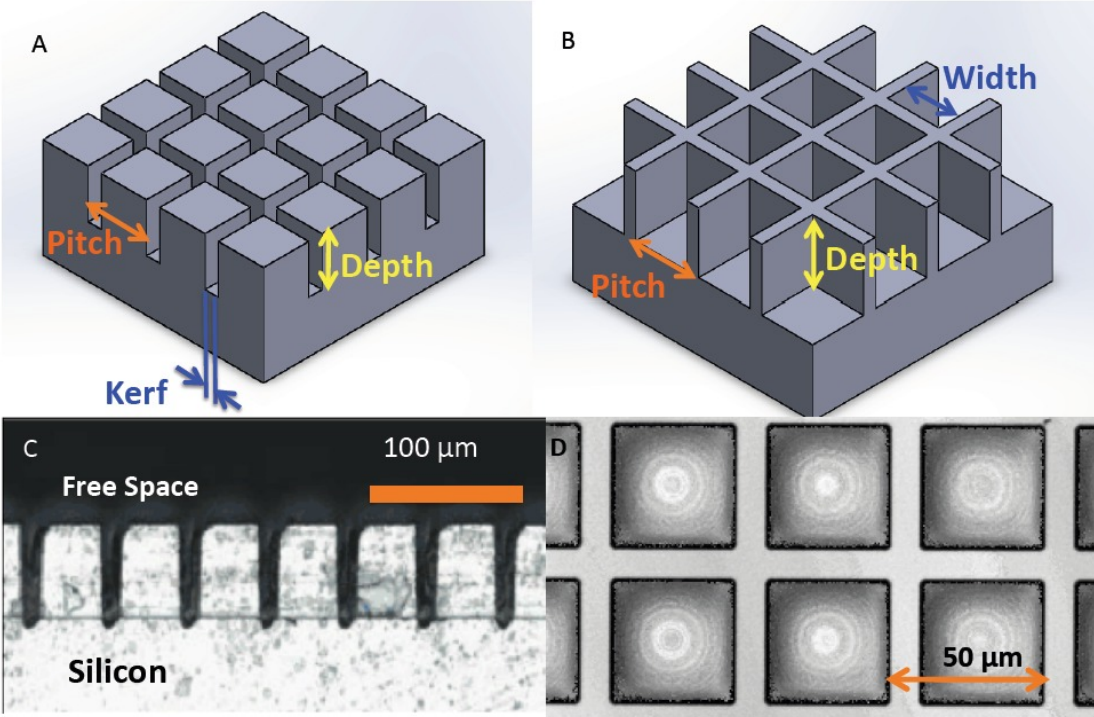 A
Pitch
Depth
Kerf
B
Width
Pitch
Depth
C
100 µm
Free Space
Silicon
D
50 µm